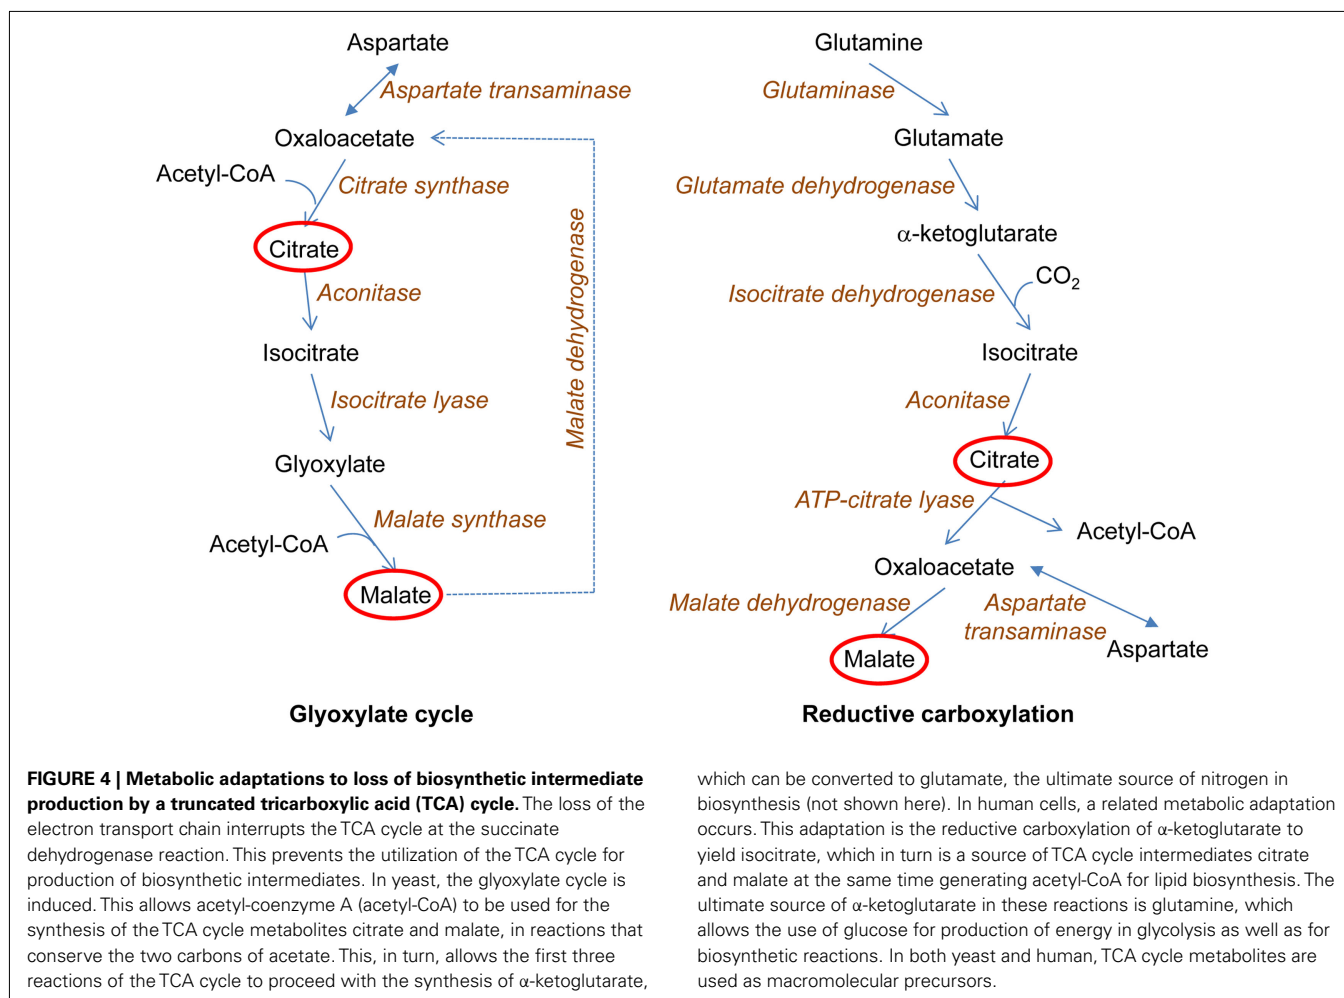 Aspartate
Aspartate transaminase
Oxaloacetate
Acetyl-CoA
Citrate synthase
Citrate
Aconitase
Isocitrate
Isocitrate lyase
Glyoxylate
Malate synthase
Acetyl-CoA
Malate
Malate dehydrogenase
Glyoxylate cycle
Glutamine
Glutaminase
Glutamate
Glutamate dehydrogenase
α-ketoglutarate
CO₂
Isocitrate dehydrogenase
Isocitrate
Aconitase
Citrate
ATP-citrate lyase
Acetyl-CoA
Oxaloacetate
Malate dehydrogenase
Aspartate
transaminase
Aspartate
Malate
Reductive carboxylation
FIGURE 4 | Metabolic adaptations to loss of biosynthetic intermediate
production by a truncated tricarboxylic acid (TCA) cycle. The loss of the
electron transport chain interrupts the TCA cycle at the succinate
dehydrogenase reaction. This prevents the utilization of the TCA cycle for
production of biosynthetic intermediates. In yeast, the glyoxylate cycle is
induced. This allows acetyl-coenzyme A (acetyl-CoA) to be used for the
synthesis of the TCA cycle metabolites citrate and malate, in reactions that
conserve the two carbons of acetate. This, in turn, allows the first three
reactions of the TCA cycle to proceed with the synthesis of α-ketoglutarate,
which can be converted to glutamate, the ultimate source of nitrogen in
biosynthesis (not shown here). In human cells, a related metabolic adaptation
occurs. This adaptation is the reductive carboxylation of α-ketoglutarate to
yield isocitrate, which in turn is a source of TCA cycle intermediates citrate
and malate at the same time generating acetyl-CoA for lipid biosynthesis. The
ultimate source of α-ketoglutarate in these reactions is glutamine, which
allows the use of glucose for production of energy in glycolysis as well as for
biosynthetic reactions. In both yeast and human, TCA cycle metabolites are
used as macromolecular precursors.